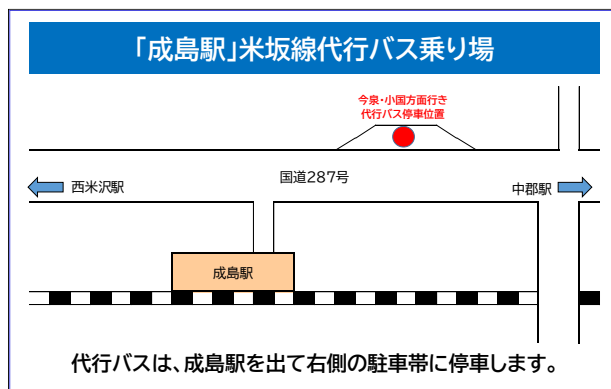 「成島駅」米坂線代行バス乗り場
今泉・小国方面行き
代行バス停車位置
国道287号
西米沢駅
中郡駅
成島駅
代行バスは、成島駅を出て右側の駐車帯に停車します。